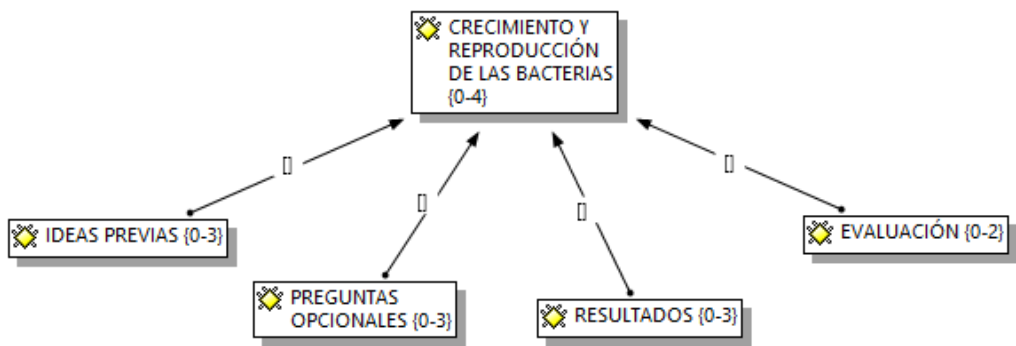 CRECIMIENTO Y
REPRODUCCIÓN
DE LAS BACTERIAS
{0-4}
[]
[]
[]
[]
IDEAS PREVIAS {0-3}
EVALUACIÓN {0-2}
PREGUNTAS
OPCIONALES {0-3}
RESULTADOS {0-3}